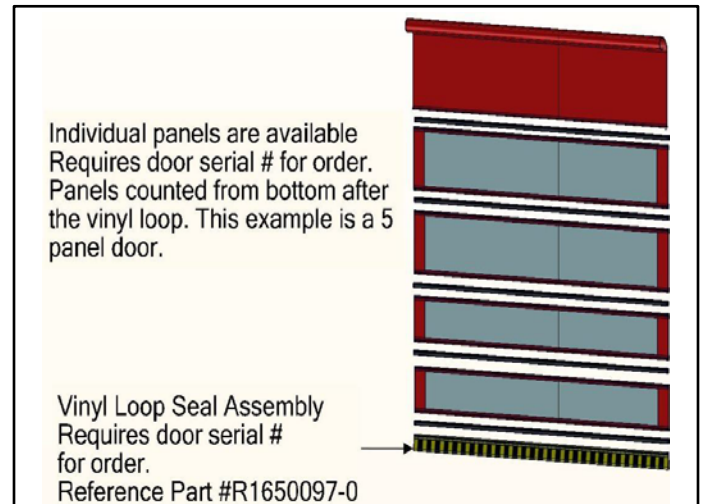 Individual panels are available
Requires door serial # for order.
Panels counted from bottom after
the vinyl loop. This example is a 5
panel door.
Vinyl Loop Seal Assembly
Requires door serial #
for order.
Reference Part #R1650097-0